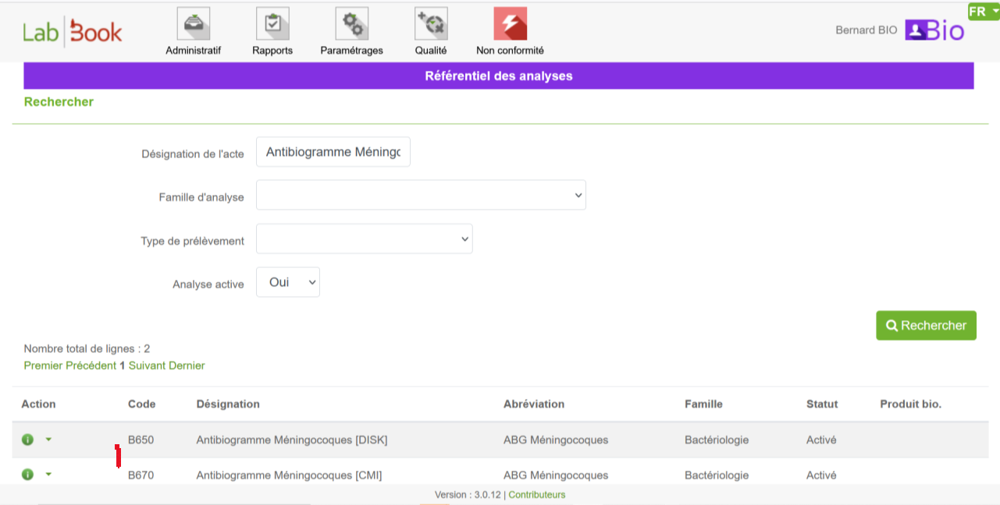 FR
Lab Book
Administratif Rapports Paramétrages Qualité Non conformité
Bernard BIO Bio
Référentiel des analyses
Rechercher
Désignation de l'acte Antibiogramme Méningo
Famille d'analyse
Type de prélèvement
Analyse active Oui
Rechercher
Nombre total de lignes : 2
Premier Précédent 1 Suivant Dernier
Action Code Désignation Abréviation Famille Statut Produit bio.
B650 Antibiogramme Méningocoques [DISK] ABG Méningocoques Bactériologie Activé
B670 Antibiogramme Méningocoques [CMI] ABG Méningocoques Bactériologie Activé
Version : 3.0.12 | Contributeurs